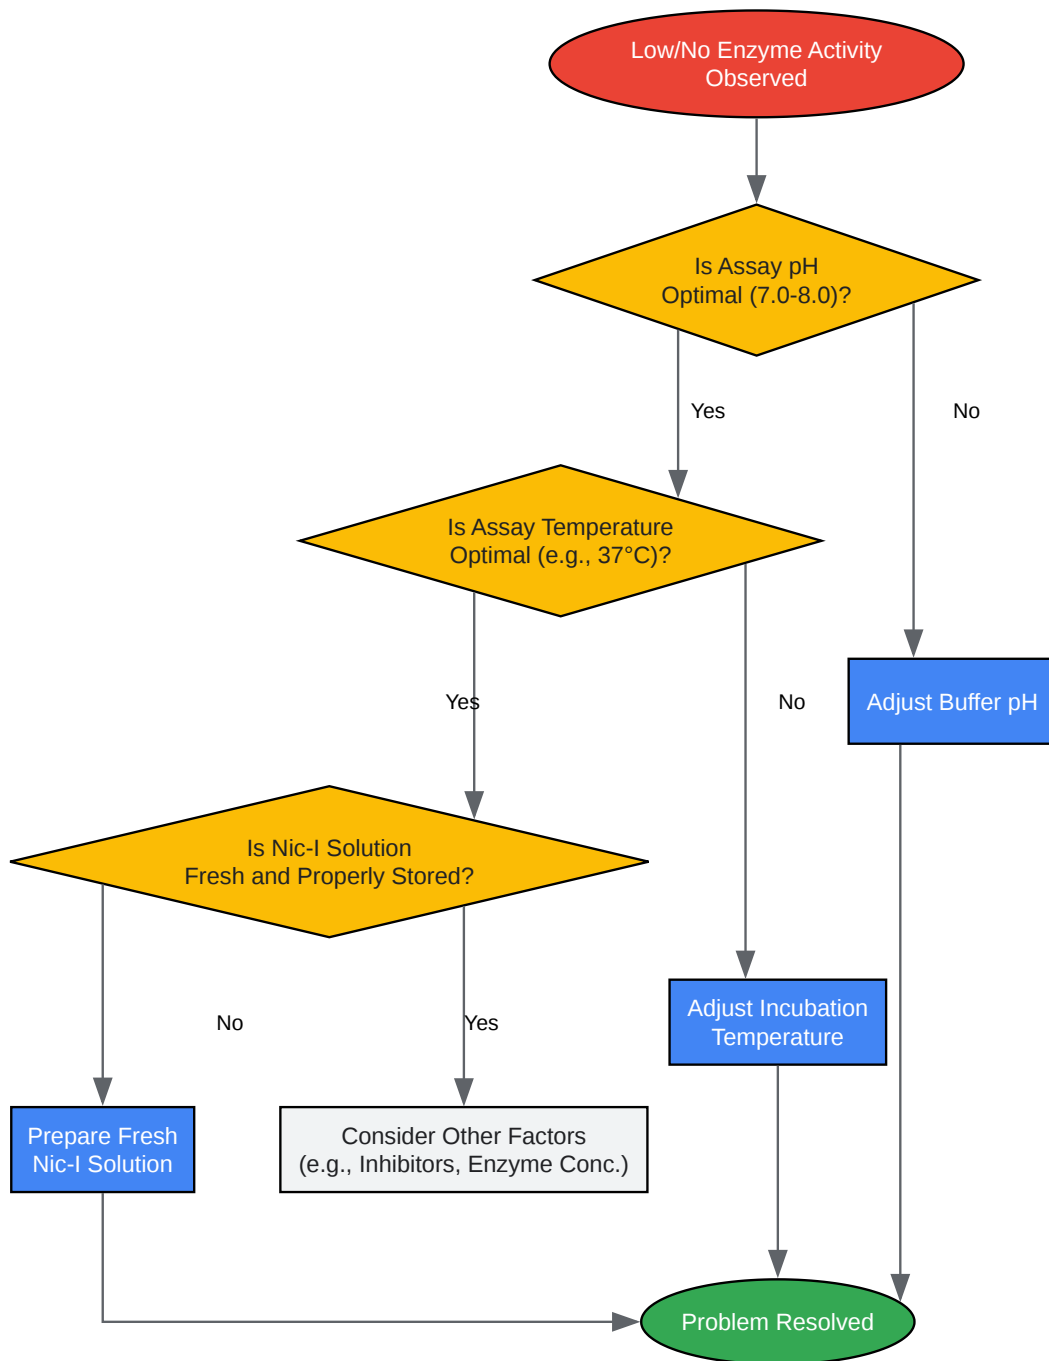 Low/No Enzyme Activity
Observed
Is Assay pH
Optimal (7.0-8.0)?
Yes
No
Is Assay Temperature
Optimal (e.g., 37°C)?
Yes
No
Adjust Buffer pH
Is Nic-I Solution
Fresh and Properly Stored?
No
Yes
Adjust Incubation
Temperature
Prepare Fresh
Nic-I Solution
Consider Other Factors
(e.g., Inhibitors, Enzyme Conc.)
Problem Resolved